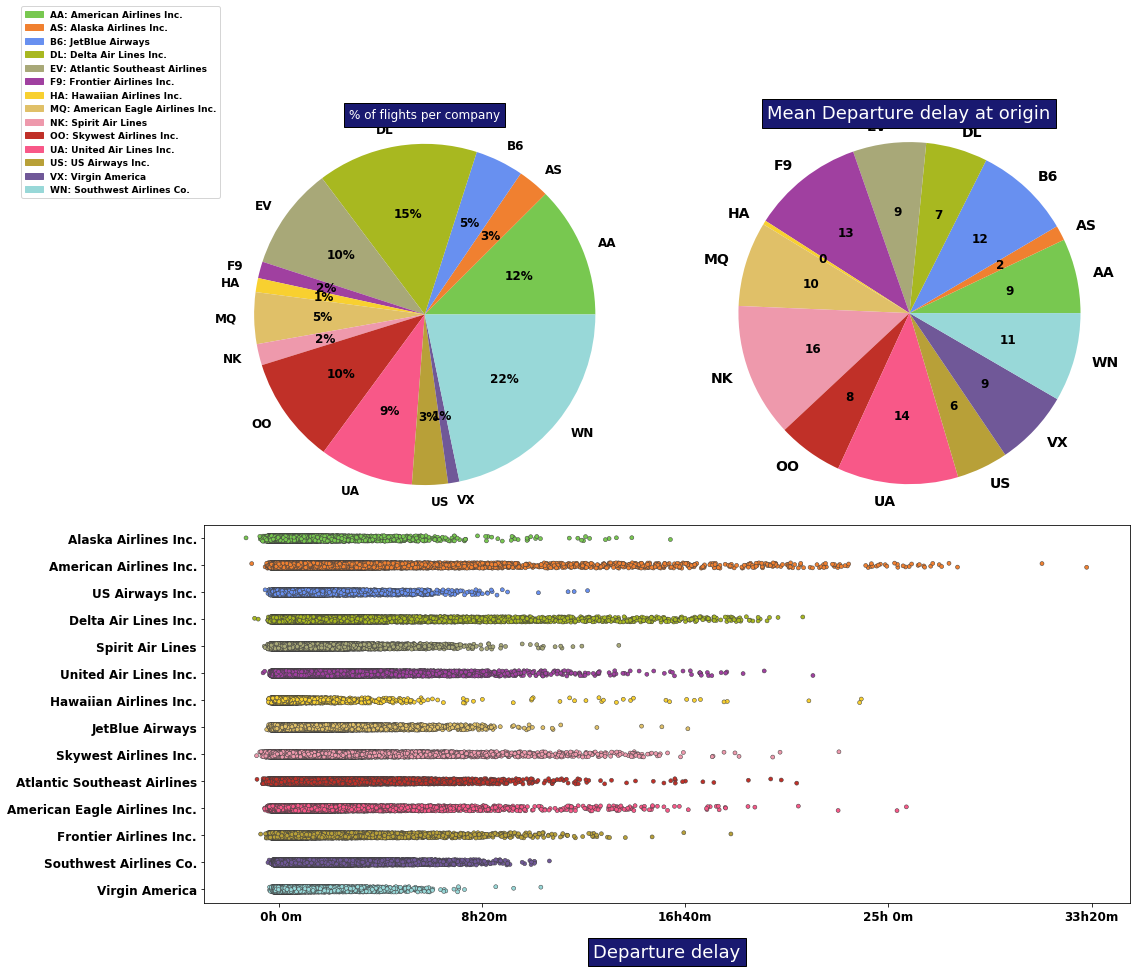 AA: American Airlines Inc.
AS: Alaska Airlines Inc.
B6: JetBlue Airways
DL: Delta Air Lines Inc.
EV: Atlantic Southeast Airlines
F9: Frontier Airlines Inc.
HA: Hawaiian Airlines Inc.
MQ: American Eagle Airlines Inc.
NK: Spirit Air Lines
OO: Skywest Airlines Inc.
UA: United Air Lines Inc.
US: US Airways Inc.
VX: Virgin America
WN: Southwest Airlines Co.
% of flights per company
DL
B6
AS
EV
AA
F9
HA
MQ
NK
OO
UA
US
VX
WN
15%
5%
3%
10%
12%
2%
1%
5%
2%
10%
9%
3%
1%
22%
Mean Departure delay at origin
EV
DL
F9
B6
HA
AS
MQ
AA
NK
WN
OO
VX
UA
US
9
7
13
12
0
2
10
9
16
11
8
9
14
6
Alaska Airlines Inc.
American Airlines Inc.
US Airways Inc.
Delta Air Lines Inc.
Spirit Air Lines
United Air Lines Inc.
Hawaiian Airlines Inc.
JetBlue Airways
Skywest Airlines Inc.
Atlantic Southeast Airlines
American Eagle Airlines Inc.
Frontier Airlines Inc.
Southwest Airlines Co.
Virgin America
0h 0m 8h20m 16h40m 25h 0m 33h20m
Departure delay